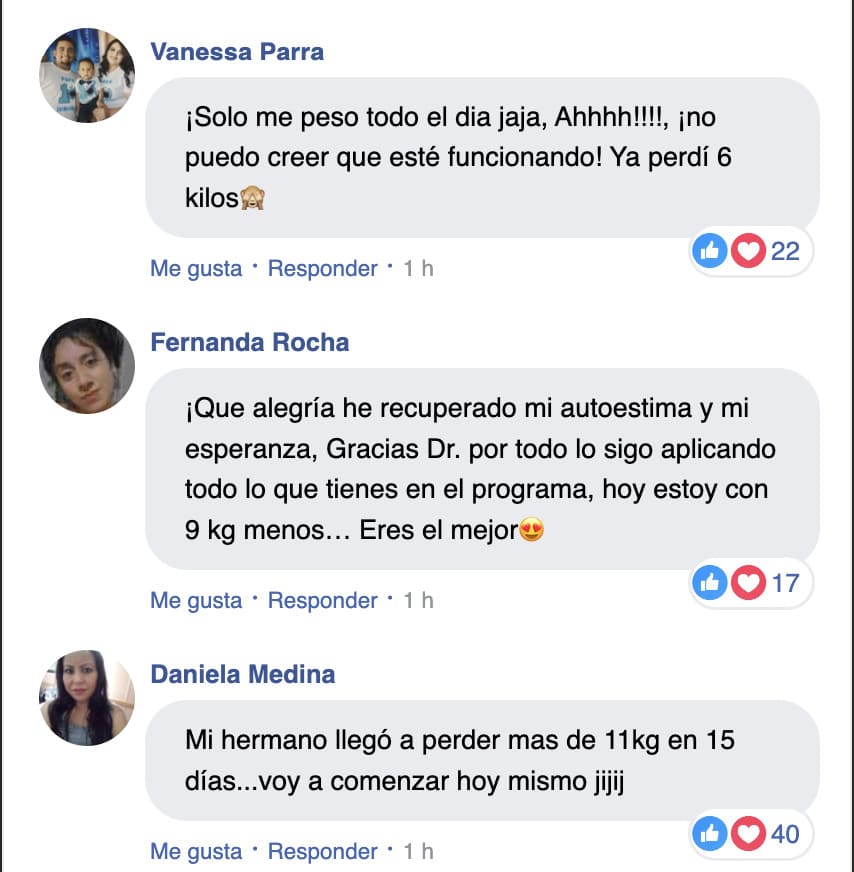 Vanessa Parra
¡Solo me peso todo el dia jaja, Ahhhh!!!!, ¡no
puedo creer que esté funcionando! Ya perdí 6
kilos🙈
22
Me gusta · Responder · 1 h
Fernanda Rocha
¡Que alegría he recuperado mi autoestima y mi
esperanza, Gracias Dr. por todo lo sigo aplicando
todo lo que tienes en el programa, hoy estoy con
9 kg menos... Eres el mejor😍
17
Me gusta · Responder · 1 h
Daniela Medina
Mi hermano llegó a perder mas de 11kg en 15
días...voy a comenzar hoy mismo jijij
40
Me gusta · Responder · 1 h